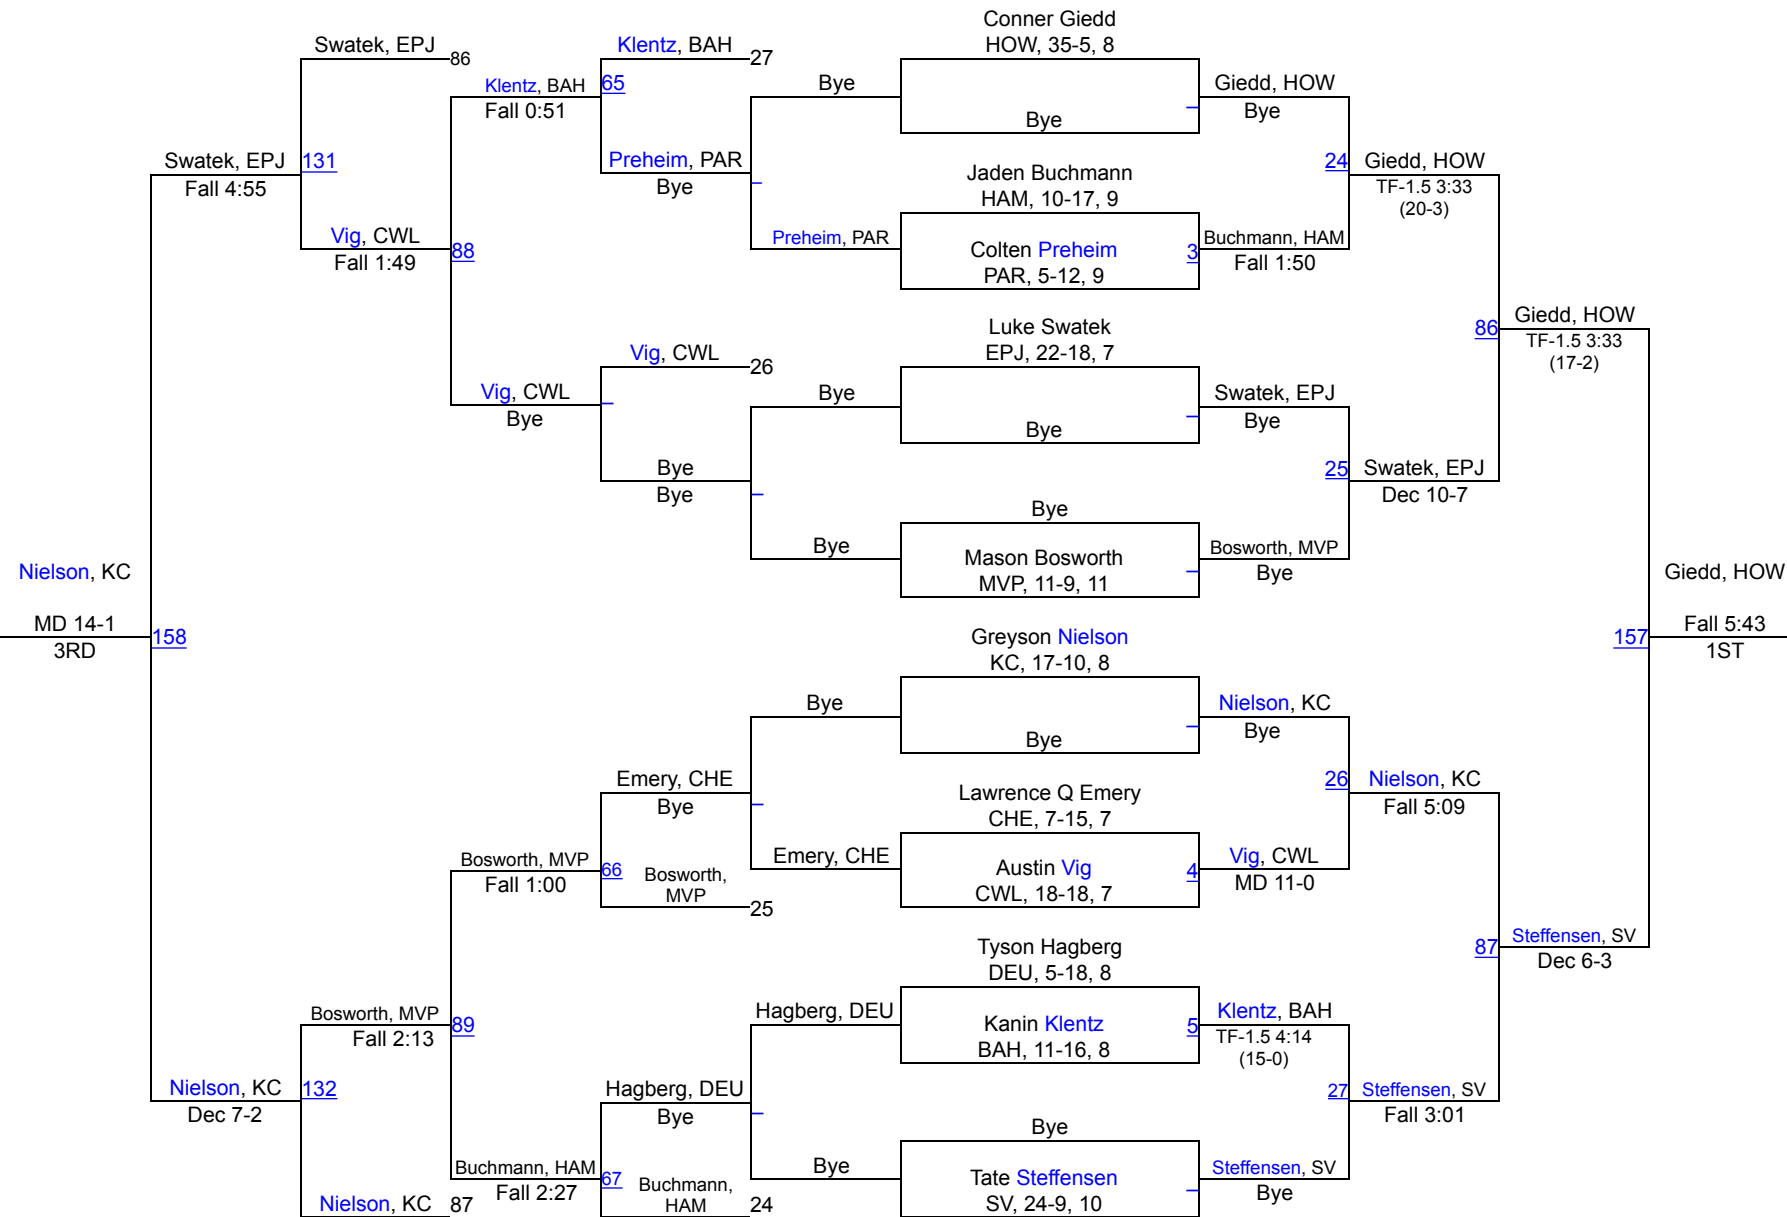 Conner Giedd
HOW, 35-5, 8
Swatek, EPJ
86
Klentz, BAH
27
Klentz, BAH
Fall 0:51
65
Bye
Bye
Giedd, HOW
Bye
Swatek, EPJ
Fall 4:55
131
Preheim, PAR
Bye
Jaden Buchmann
HAM, 10-17, 9
24
Giedd, HOW
TF-1.5 3:33
(20-3)
Vig, CWL
Fall 1:49
88
Preheim, PAR
Colten Preheim
PAR, 5-12, 9
3
Buchmann, HAM
Fall 1:50
Luke Swatek
EPJ, 22-18, 7
86
Giedd, HOW
TF-1.5 3:33
(17-2)
Vig, CWL
26
Vig, CWL
Bye
Bye
Bye
Swatek, EPJ
Bye
Bye
Bye
25
Swatek, EPJ
Dec 10-7
Bye
Bye
Mason Bosworth
MVP, 11-9, 11
Bosworth, MVP
Bye
Nielson, KC
MD 14-1
3RD
158
Giedd, HOW
Fall 5:43
1ST
157
Greyson Nielson
KC, 17-10, 8
Bye
Bye
Nielson, KC
Bye
Emery, CHE
Bye
Lawrence Q Emery
CHE, 7-15, 7
26
Nielson, KC
Fall 5:09
Bosworth, MVP
Fall 1:00
66
Bosworth,
MVP
25
Emery, CHE
Austin Vig
CWL, 18-18, 7
4
Vig, CWL
MD 11-0
Tyson Hagberg
DEU, 5-18, 8
87
Steffensen, SV
Dec 6-3
Bosworth, MVP
Fall 2:13
89
Hagberg, DEU
Kanin Klentz
BAH, 11-16, 8
5
Klentz, BAH
TF-1.5 4:14
(15-0)
Nielson, KC
Dec 7-2
132
Hagberg, DEU
Bye
27
Steffensen, SV
Fall 3:01
Bye
Buchmann, HAM
Fall 2:27
67
Buchmann,
HAM
24
Bye
Tate Steffensen
SV, 24-9, 10
Steffensen, SV
Bye
Nielson, KC
87